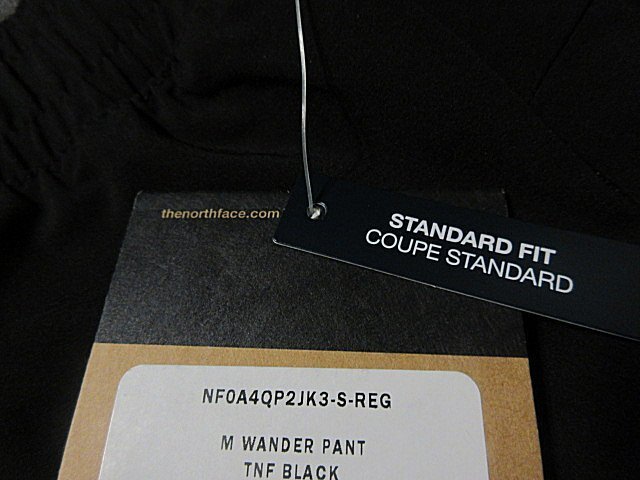 thenorthface.com
STANDARD FIT
COUPE STANDARD
NF0A4QP2JK3-S-REG
M WANDER PANT
TNF BLACK